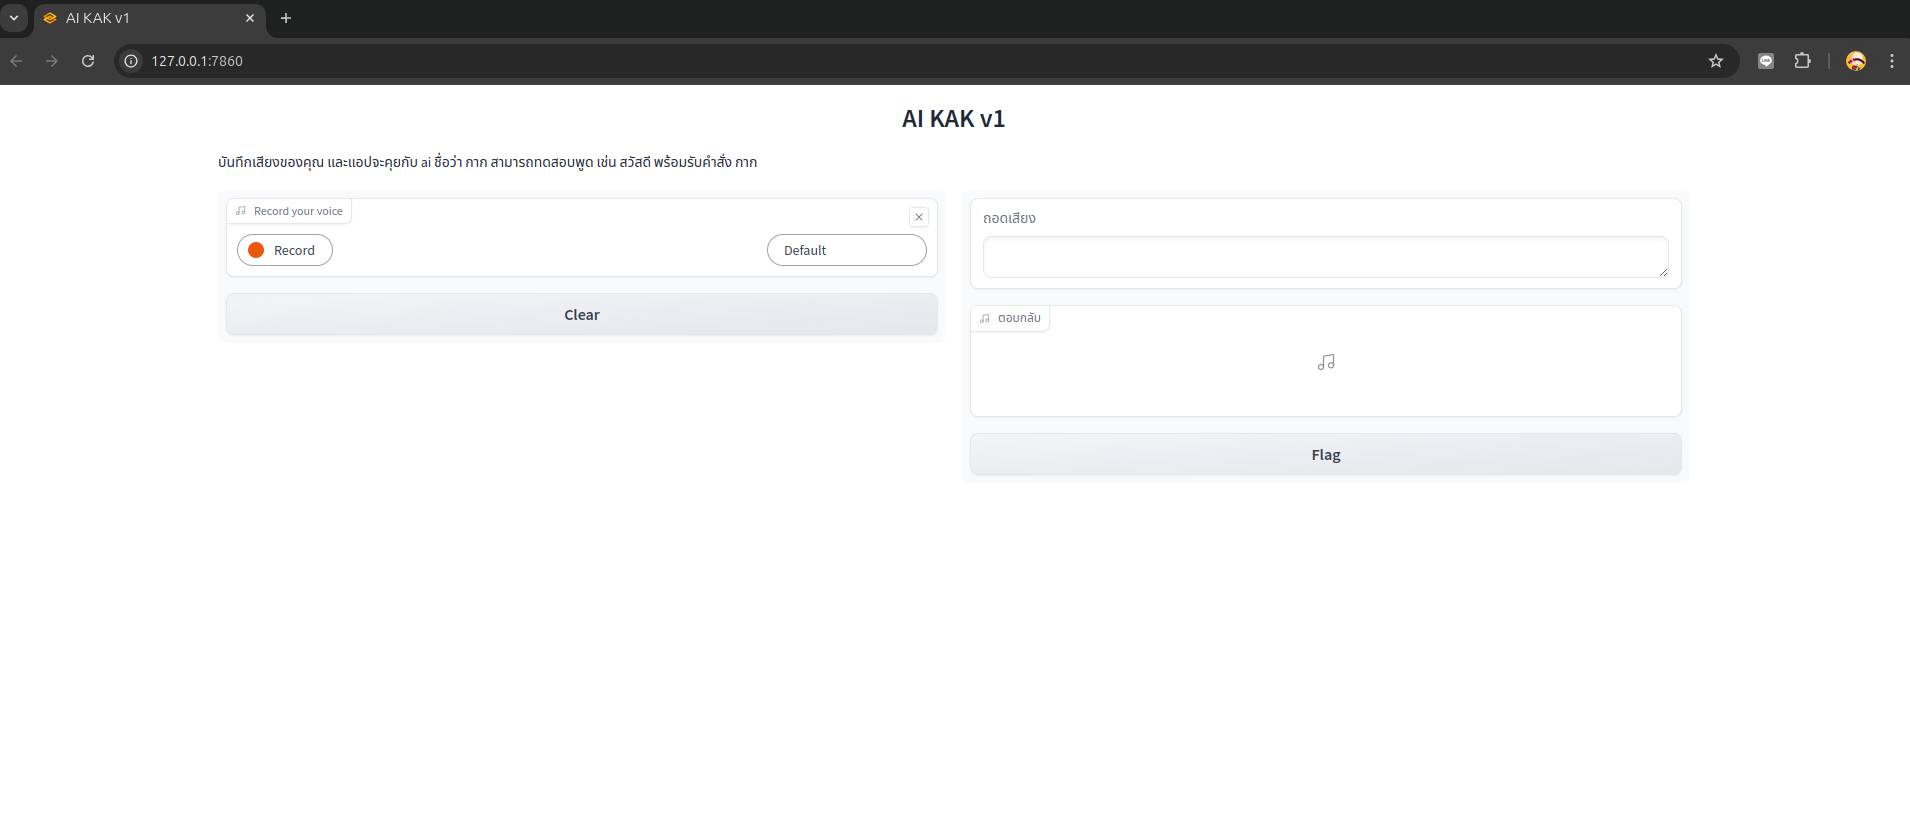 AI KAK v1
127.0.0.1:7860
AI KAK v1
บันทึกเสียงของคุณ และแอปจะคุยกับ ai ชื่อว่า กาก สามารถทดสอบพูด เช่น สวัสดี พร้อมรับคำสั่ง กาก
Record your voice
Record
Default
Clear
ถอดเสียง
ตอบกลับ
Flag